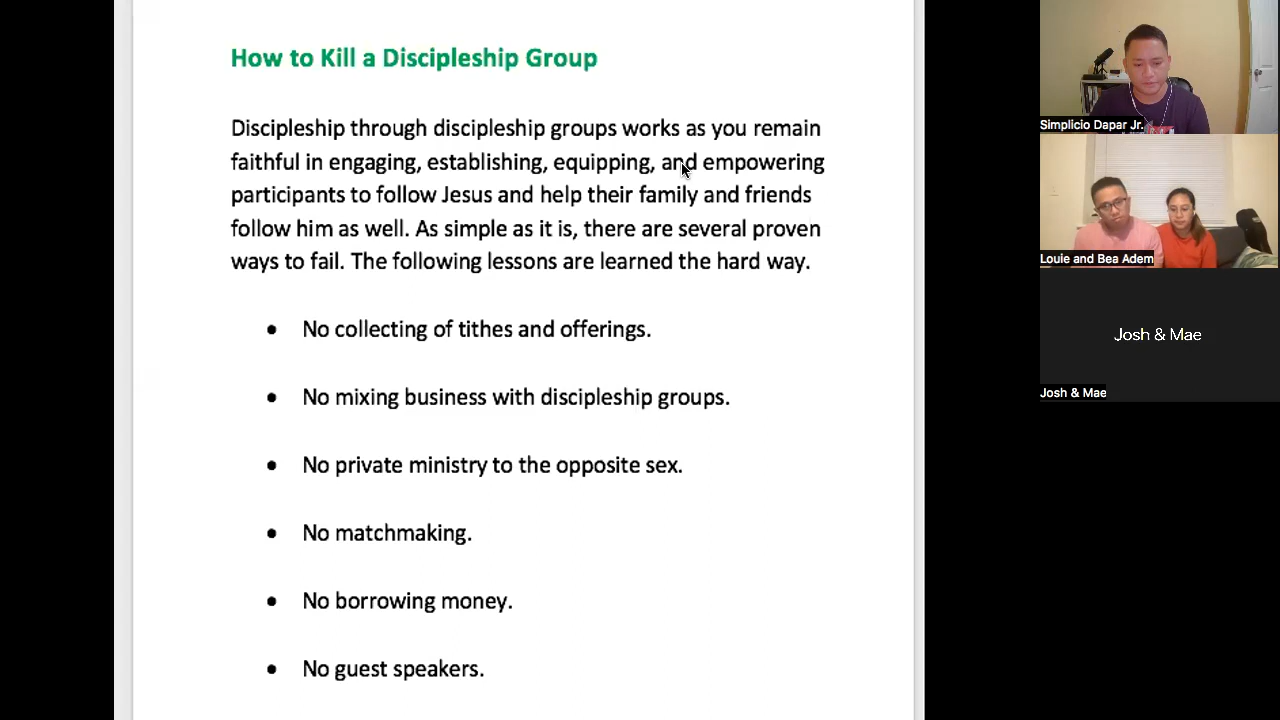 How to Kill a Discipleship Group
Discipleship through discipleship groups works as you remain
faithful in engaging, establishing, equipping, and empowering
participants to follow Jesus and help their family and friends
follow him as well. As simple as it is, there are several proven
ways to fail. The following lessons are learned the hard way.
• No collecting of tithes and offerings.
• No mixing business with discipleship groups.
• No private ministry to the opposite sex.
• No matchmaking.
• No borrowing money.
• No guest speakers.
Simplicio Dapar Jr.
Louie and Bea Adem
Josh & Mae
Josh & Mae